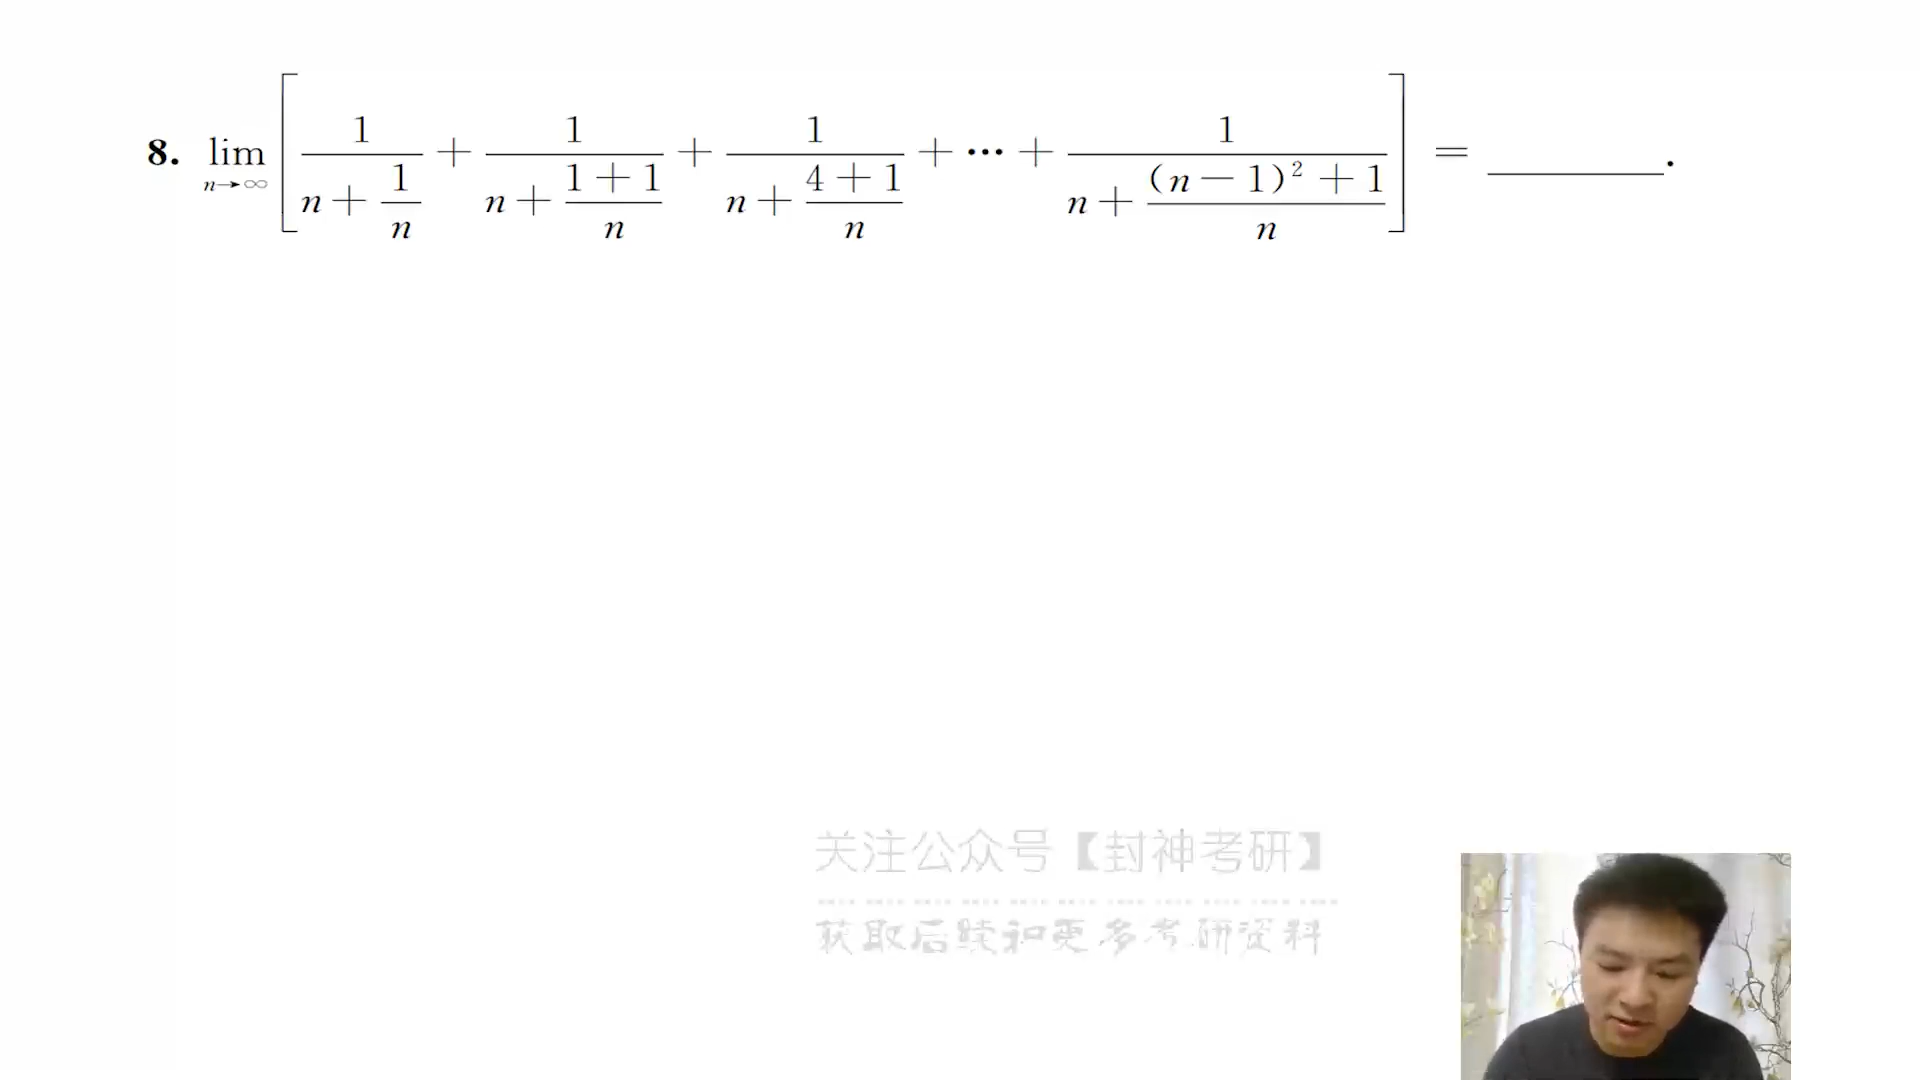 8. lim n→∞ [ 1/(n + 1/n) + 1/(n + (1+1)/n) + 1/(n + (4+1)/n) + ⋯ + 1/(n + ((n−1)²+1)/n) ] = ________.
关注公众号【封神考研】
获取后续和更多考研资料